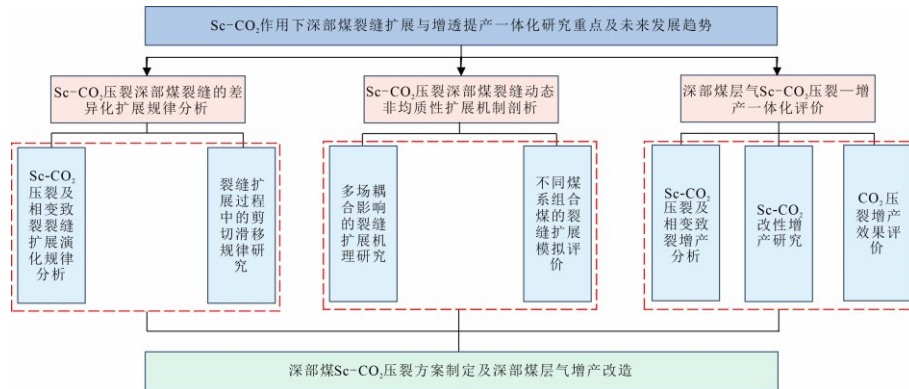 Sc-CO₂作用下深部煤裂缝扩展与增透提产一体化研究重点及未来发展趋势
Sc-CO₂压裂深部煤裂缝的差
异化扩展规律分析
Sc-CO₂压裂深部煤裂缝动态
非均质性扩展机制剖析
深部煤层气Sc-CO₂压裂—增
产一体化评价
Sc-CO₂
压裂及
相变致
裂裂缝
扩展演
化规律
分析
裂缝扩
展过程
中的剪
切滑移
规律研
究
多场耦
合影响
的裂缝
扩展机
理研究
不同煤
系组合
煤的裂
缝扩展
模拟评
价
Sc-CO₂
压裂及
相变致
裂增产
分析
Sc-CO₂
改性增
产研究
CO₂压
裂增产
效果评
价
深部煤Sc-CO₂压裂方案制定及深部煤层气增产改造